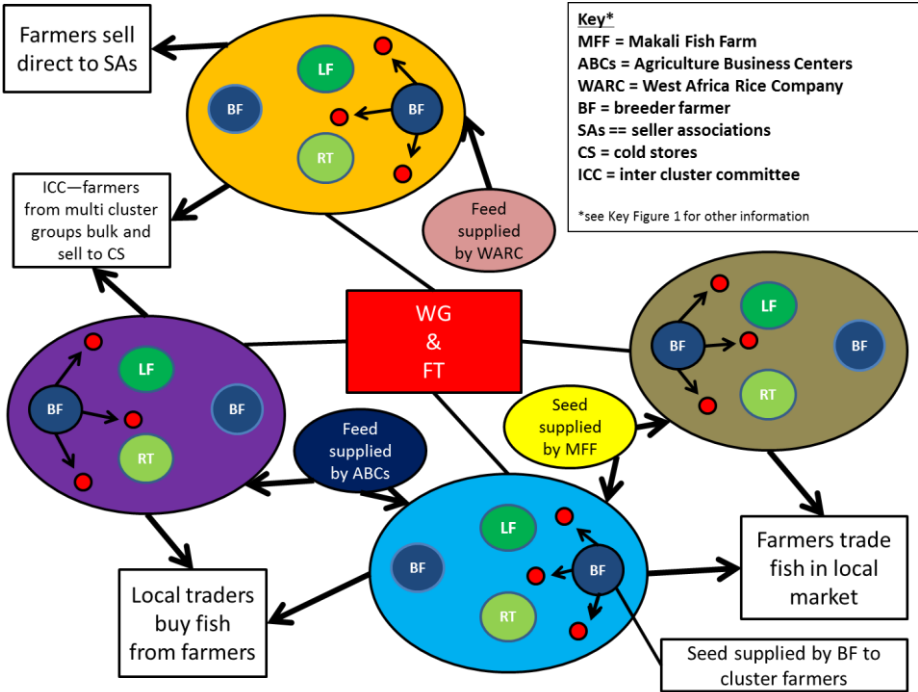 Farmers sell
direct to SAs
LF
BF
BF
RT
Key*
MFF = Makali Fish Farm
ABCs = Agriculture Business Centers
WARC = West Africa Rice Company
BF = breeder farmer
SAs == seller associations
CS = cold stores
ICC = inter cluster committee
*see Key Figure 1 for other information
ICC—farmers
from multi cluster
groups bulk and
sell to CS
Feed
supplied
by WARC
WG
&
FT
LF
BF
BF
RT
LF
BF
BF
RT
Feed
supplied
by ABCs
Seed
supplied
by MFF
LF
BF
BF
RT
Local traders
buy fish
from farmers
Farmers trade
fish in local
market
Seed supplied by BF to
cluster farmers